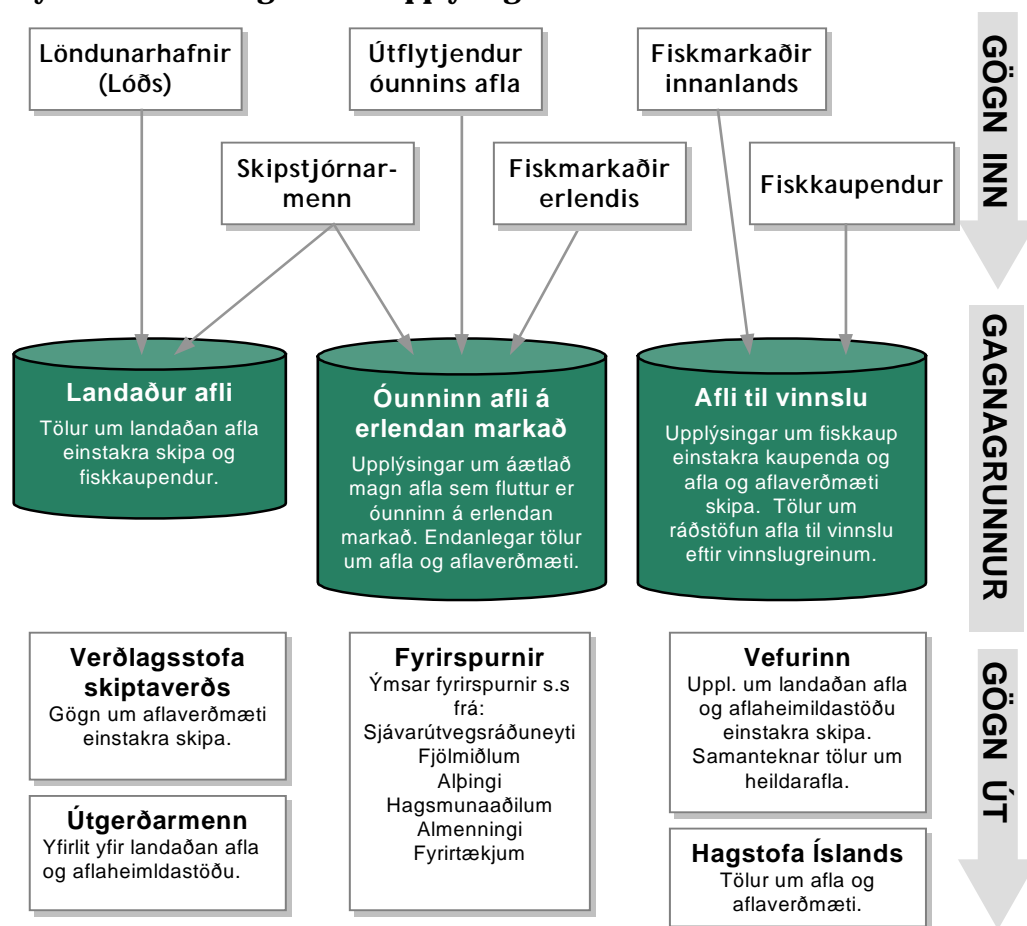 Löndunarhafnir
(Lóðs)
Útflytjendur
óunnins afla
Fiskmarkaðir
innanlands
Skipstjórnar-
menn
Fiskmarkaðir
erlendis
Fiskkaupendur
GÖGN INN
Landaður afli
Tölur um landaðan afla
einstakra skipa og
fiskkaupendur.
Óunninn afli á
erlendan markað
Upplýsingar um áætlað
magn afla sem fluttur er
óunninn á erlendan
markað. Endanlegar tölur
um afla og aflaverðmæti.
Afli til vinnslu
Upplýsingar um fiskkaup
einstakra kaupenda og
afla og aflaverðmæti
skipa. Tölur um
ráðstöfun afla til vinnslu
eftir vinnslugreinum.
GAGNAGRUNNUR
Verðlagsstofa
skiptaverðs
Gögn um aflaverðmæti
einstakra skipa.
Útgerðarmenn
Yfirlit yfir landaðan afla
og aflaheimldastöðu.
Fyrirspurnir
Ýmsar fyrirspurnir s.s
frá:
Sjávarútvegsráðuneyti
Fjölmiðlum
Alþingi
Hagsmunaaðilum
Almenningi
Fyrirtækjum
Vefurinn
Uppl. um landaðan afla
og aflaheimildastöðu
einstakra skipa.
Samanteknar tölur um
heildarafla.
Hagstofa Íslands
Tölur um afla og
aflaverðmæti.
GÖGN ÚT